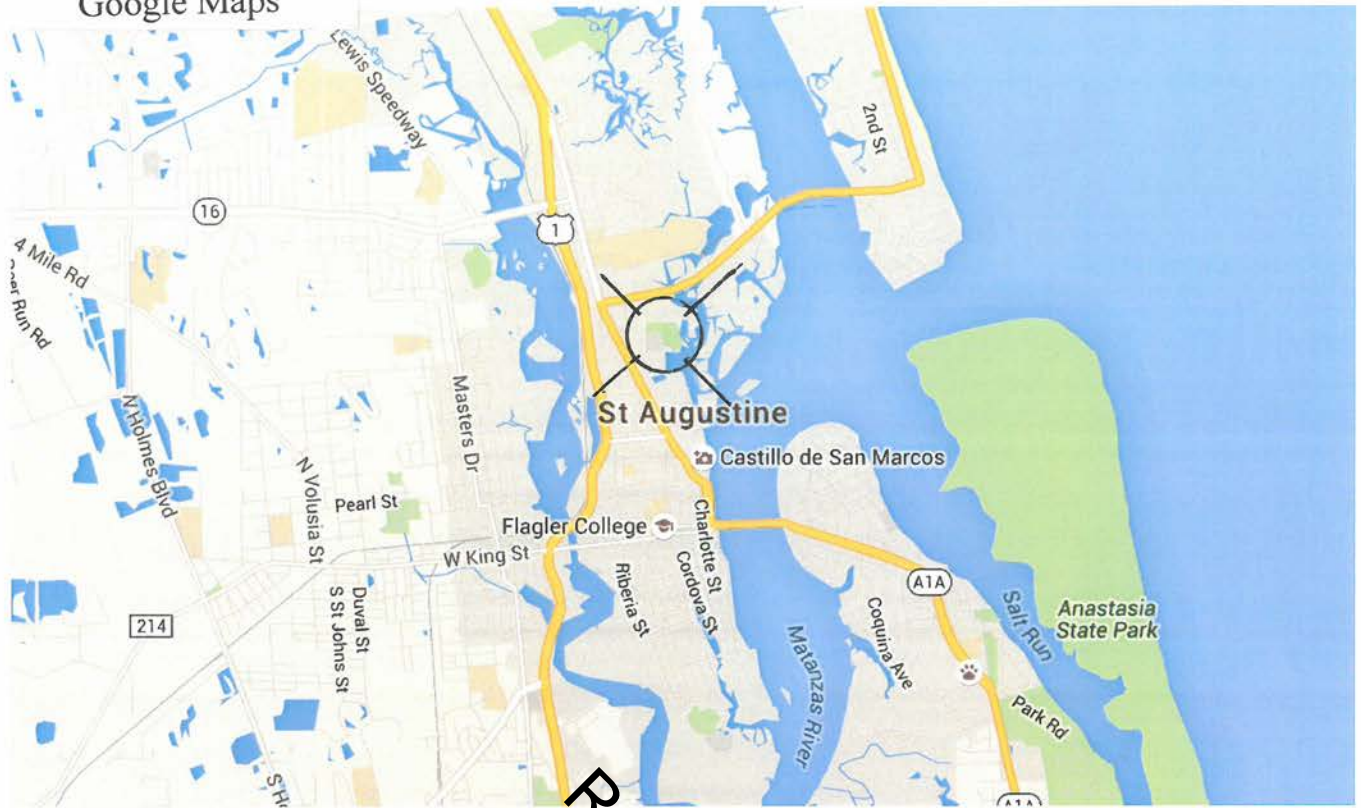 Google Maps
Lewis Speedway
2nd St
16
1
4 Mile Rd
Deer Run Rd
N Holmes Blvd
Masters Dr
St Augustine
Castillo de San Marcos
N Volusia St
Pearl St
Flagler College
Charlotte St
W King St
Cordova St
Riberia St
A1A
214
Duval St
S St Johns St
Coquina Ave
Salt Run
Anastasia
State Park
Matanzas River
Park Rd
A1A
R